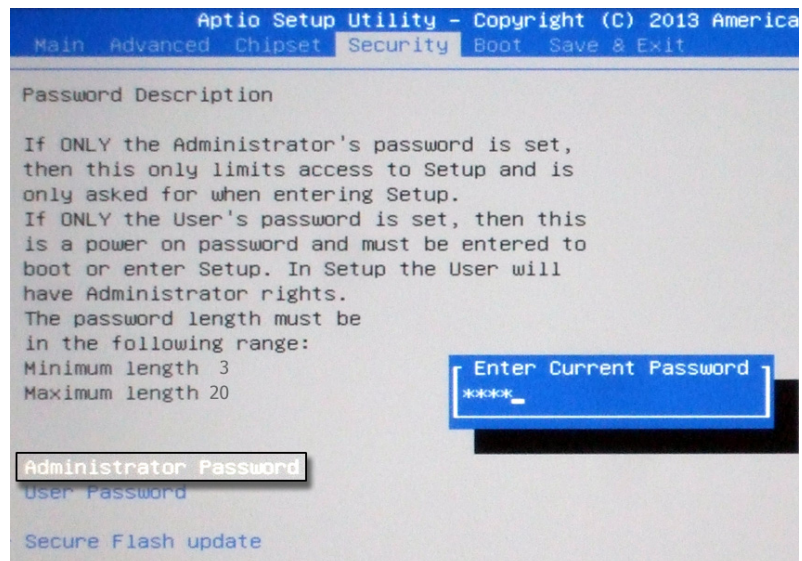 Aptio Setup Utility – Copyright (C) 2013 America
Main Advanced Chipset Security Boot Save & Exit
Password Description
If ONLY the Administrator's password is set,
then this only limits access to Setup and is
only asked for when entering Setup.
If ONLY the User's password is set, then this
is a power on password and must be entered to
boot or enter Setup. In Setup the User will
have Administrator rights.
The password length must be
in the following range:
Minimum length 3
Maximum length 20
Enter Current Password
****_
Administrator Password
User Password
Secure Flash update